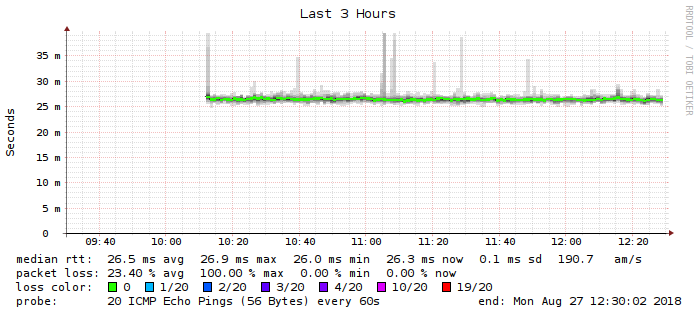 Last 3 Hours
RRDTOOL / TOBI OETIKER
Seconds
35 m
30 m
25 m
20 m
15 m
10 m
5 m
0
09:40 10:00 10:20 10:40 11:00 11:20 11:40 12:00 12:20
median rtt: 26.5 ms avg 26.9 ms max 26.0 ms min 26.3 ms now 0.1 ms sd 190.7 am/s
packet loss: 23.40 % avg 100.00 % max 0.00 % min 0.00 % now
loss color: 0 1/20 2/20 3/20 4/20 10/20 19/20
probe: 20 ICMP Echo Pings (56 Bytes) every 60s end: Mon Aug 27 12:30:02 2018